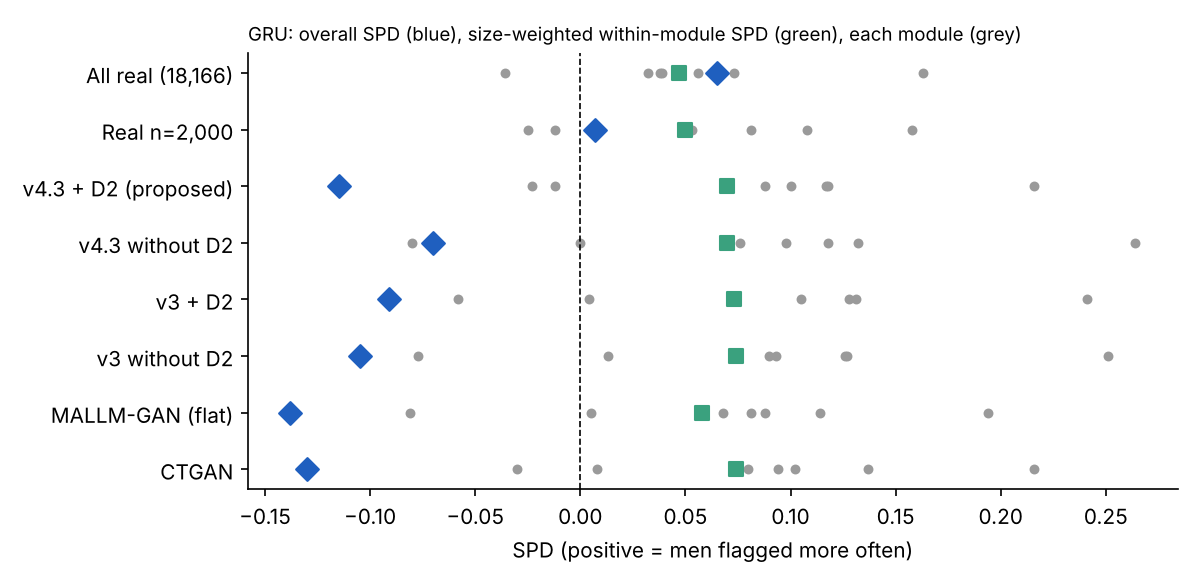 GRU: overall SPD (blue), size-weighted within-module SPD (green), each module (grey)
All real (18,166)
Real n=2,000
v4.3 + D2 (proposed)
v4.3 without D2
v3 + D2
v3 without D2
MALLM-GAN (flat)
CTGAN
−0.15 −0.10 −0.05 0.00 0.05 0.10 0.15 0.20 0.25
SPD (positive = men flagged more often)